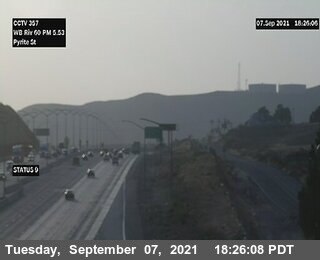 CCTV 357
WB Riv 60 PM 5.53
Pyrite St
07.Sep 2021 18:26:06
STATUS 9
Tuesday, September 07, 2021 18:26:08 PDT